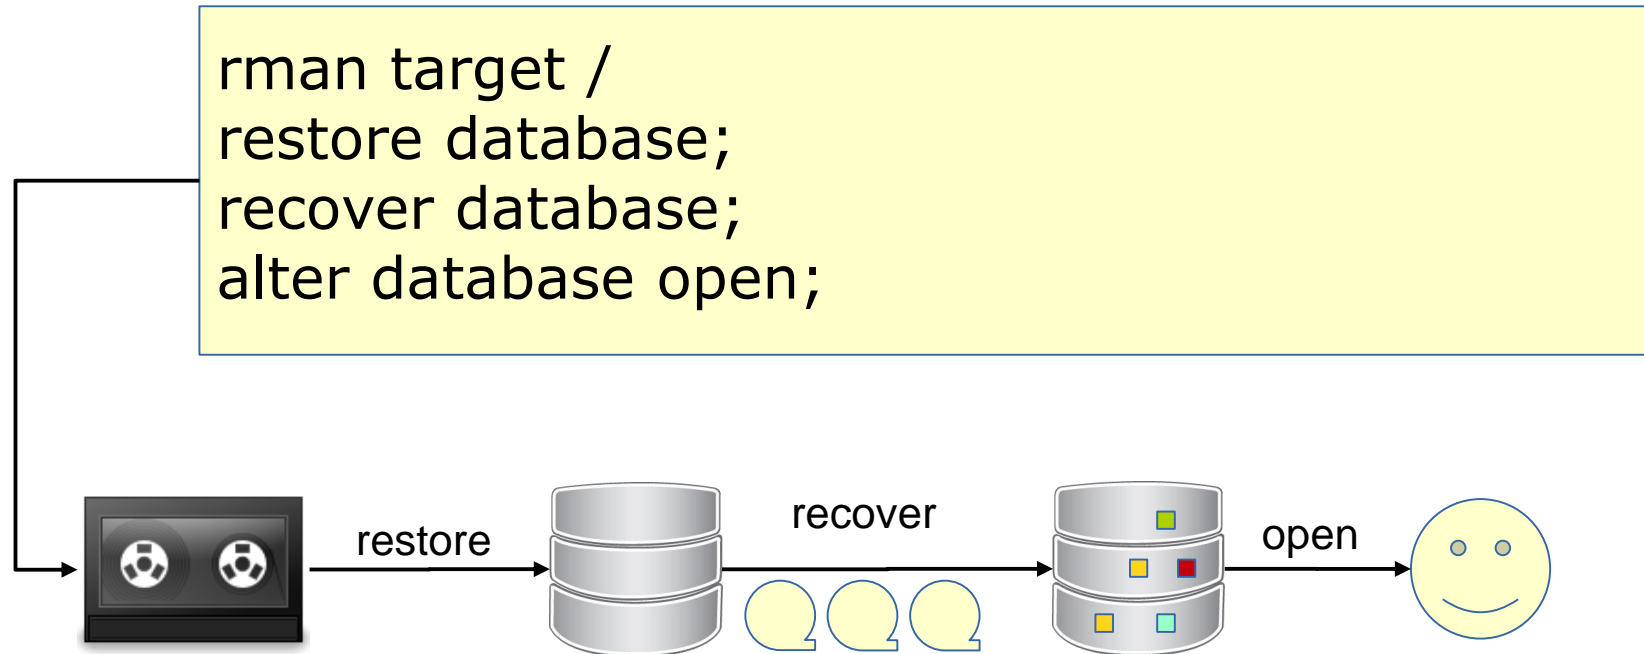 rman target /
restore database;
recover database;
alter database open;
restore
recover
open